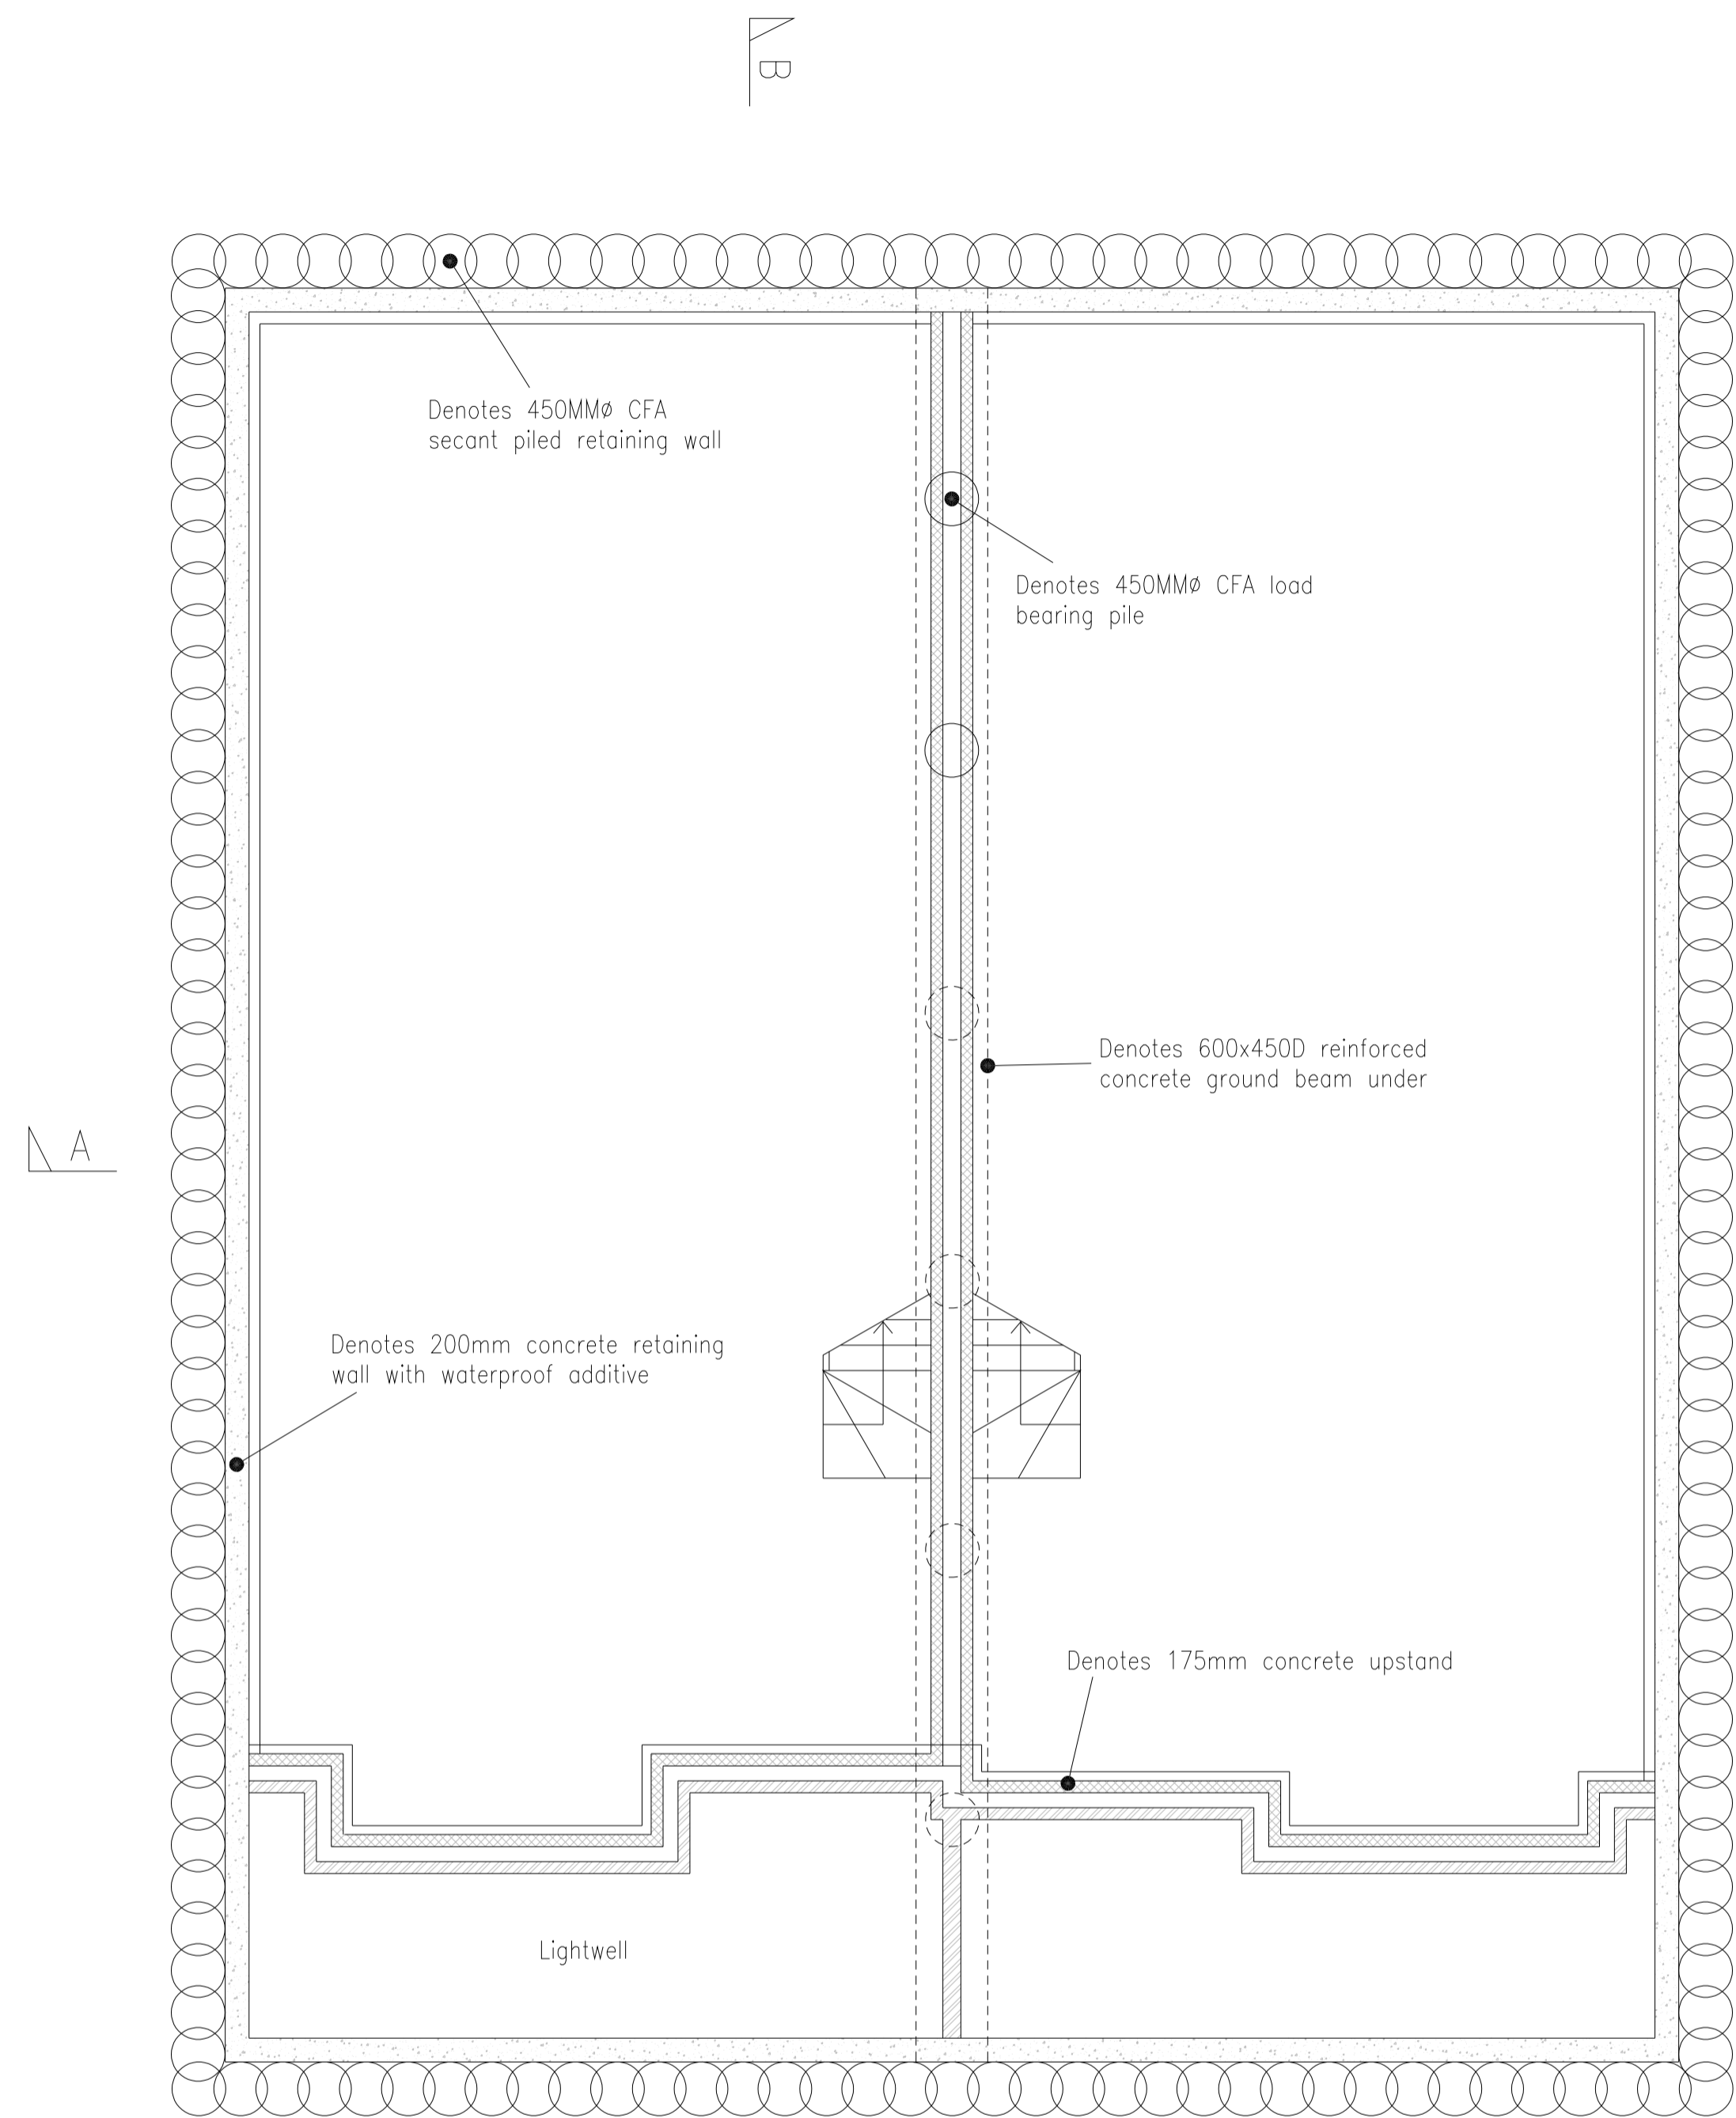 B
Denotes 450MMø CFA
secant piled retaining wall
Denotes 450MMø CFA load
bearing pile
Denotes 600x450D reinforced
concrete ground beam under
A
Denotes 200mm concrete retaining
wall with waterproof additive
Denotes 175mm concrete upstand
Lightwell